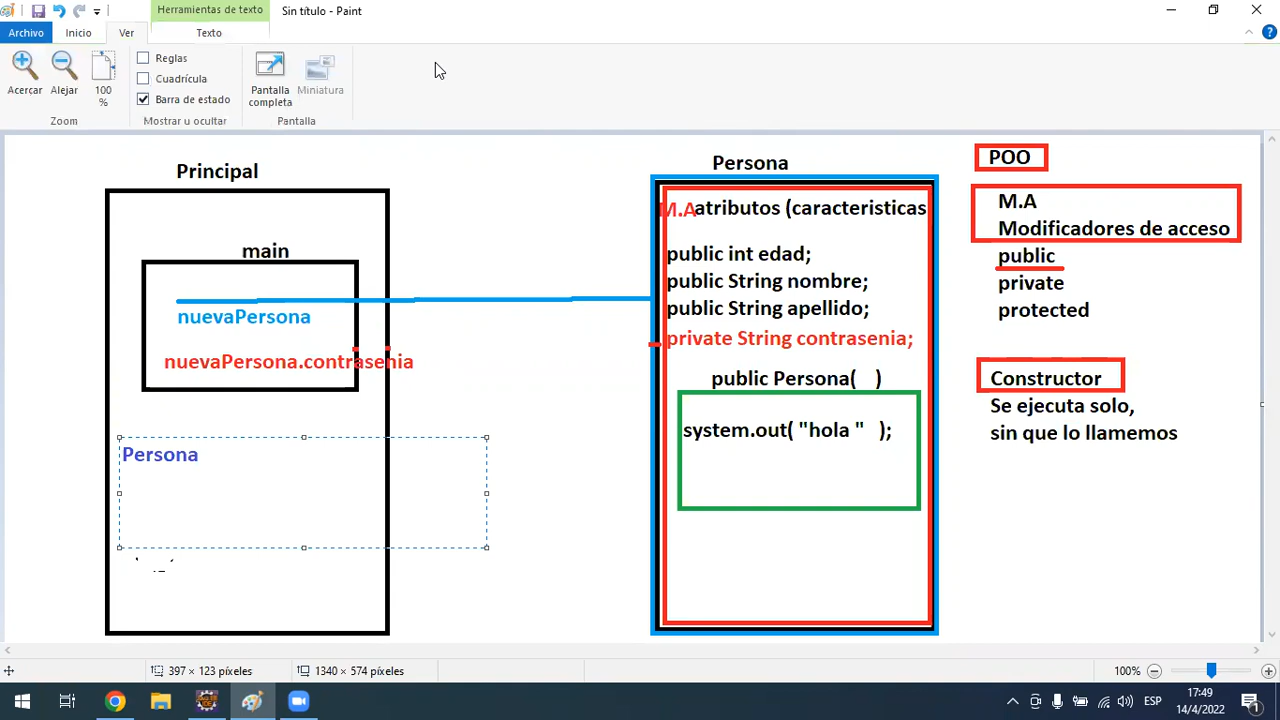 Herramientas de texto
Sin título - Paint
Archivo
Inicio
Ver
Texto
Acerçar
Alejar
100
%
Reglas
Cuadrícula
Barra de estado
Pantalla
completa
Miniatura
Zoom
Mostrar u ocultar
Pantalla
Principal
main
nuevaPersona
nuevaPersona.contrasenia
Persona
Persona
M.Aatributos (caracteristicas
public int edad;
public String nombre;
public String apellido;
private String contrasenia;
public Persona( )
system.out( "hola " );
POO
M.A
Modificadores de acceso
public
private
protected
Constructor
Se ejecuta solo,
sin que lo llamemos
397 × 123 píxeles
1340 × 574 píxeles
100%
ESP
17:49
14/4/2022
1